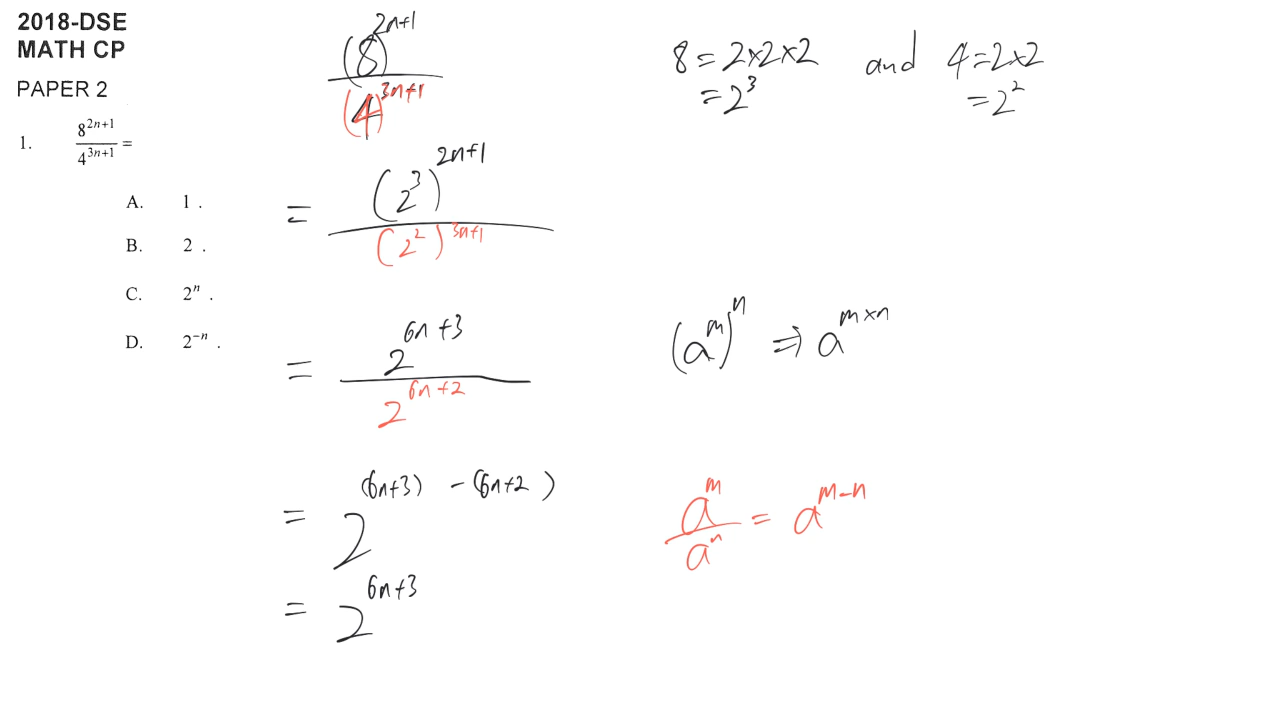 2018-DSE
MATH CP
PAPER 2
1. 8^{2n+1} / 4^{3n+1} =
A. 1 .
B. 2 .
C. 2^n .
D. 2^{-n} .
(8)^{2n+1} / (4)^{3n+1}
= (2^3)^{2n+1} / (2^2)^{3n+1}
= 2^{6n+3} / 2^{6n+2}
= 2^{(6n+3) - (6n+2)}
= 2^{6n+3}
8 = 2×2×2 and 4=2×2
= 2^3 = 2^2
(a^m)^n ⇒ a^{m×n}
a^m / a^n = a^{m-n}